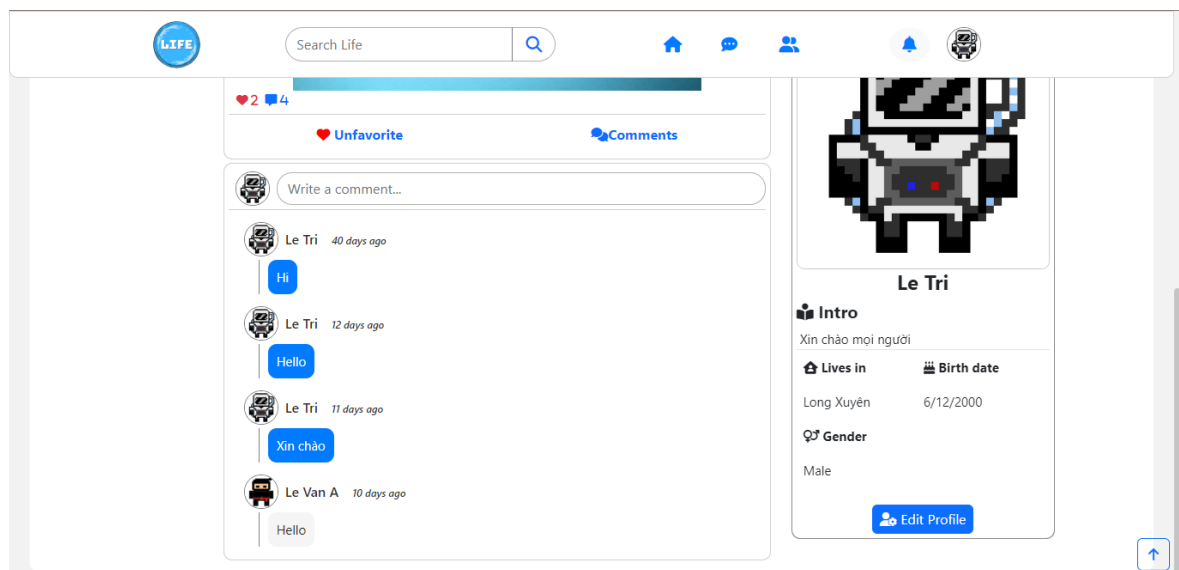 LIFE
Search Life
2 4
Unfavorite
Comments
Write a comment...
Le Tri 40 days ago
Hi
Le Tri 12 days ago
Hello
Le Tri 11 days ago
Xin chào
Le Van A 10 days ago
Hello
Le Tri
Intro
Xin chào mọi người
Lives in Birth date
Long Xuyên 6/12/2000
Gender
Male
Edit Profile